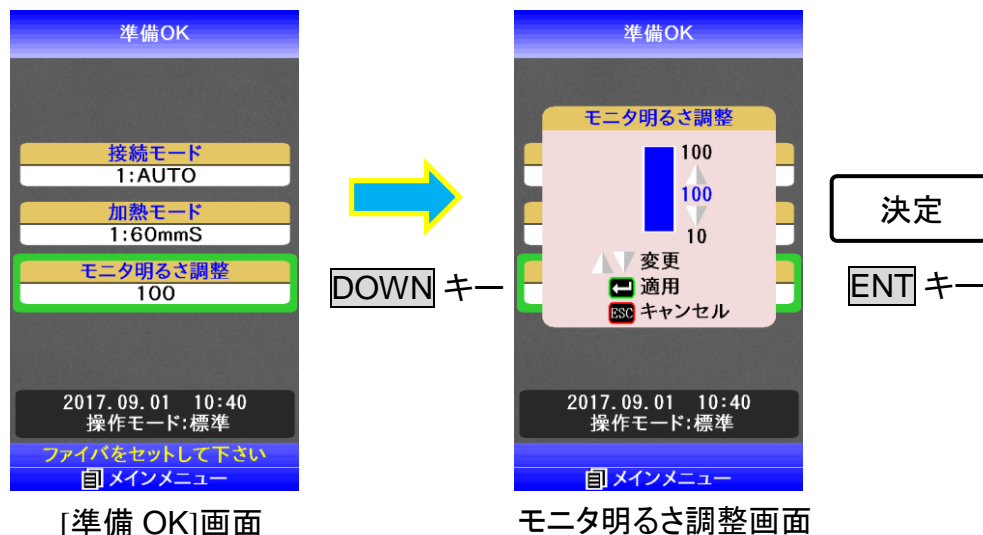 準備OK
接続モード
1:AUTO
加熱モード
1:60mmS
モニタ明るさ調整
100
2017.09.01 10:40
操作モード:標準
ファイバをセットして下さい
メインメニュー
[準備 OK]画面
DOWN キー
準備OK
モニタ明るさ調整
100
100
10
変更
適用
ESC キャンセル
2017.09.01 10:40
操作モード:標準
メインメニュー
モニタ明るさ調整画面
決定
ENT キー